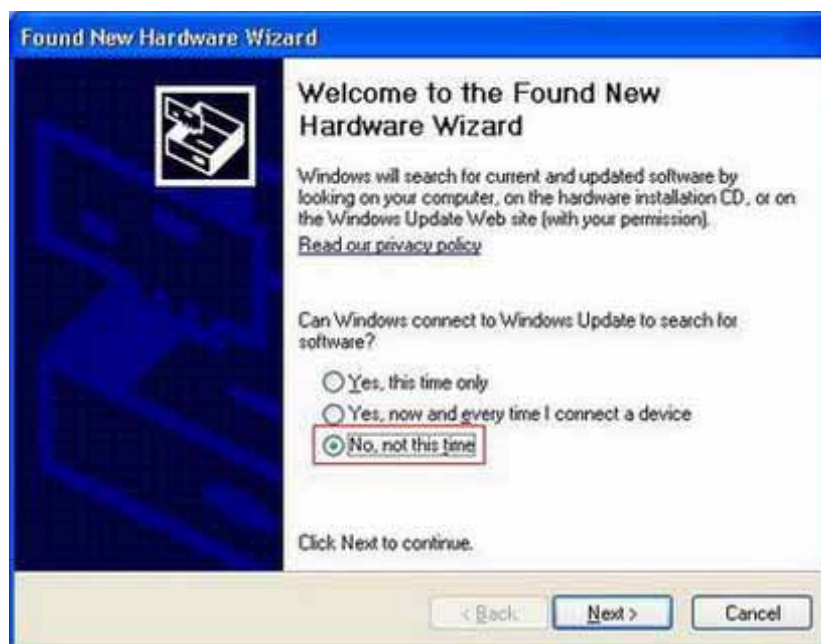 Found New Hardware Wizard
Welcome to the Found New
Hardware Wizard
Windows will search for current and updated software by
looking on your computer, on the hardware installation CD, or on
the Windows Update Web site (with your permission).
Read our privacy policy
Can Windows connect to Windows Update to search for
software?
Yes, this time only
Yes, now and every time I connect a device
No, not this time
Click Next to continue.
< Back
Next >
Cancel